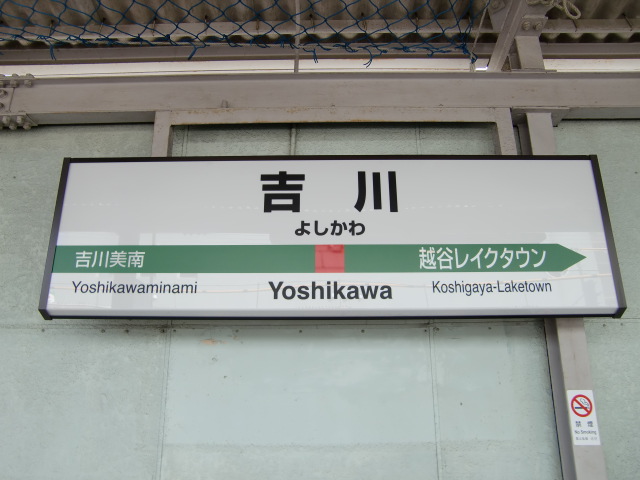 吉川
よしかわ
吉川美南 越谷レイクタウン
Yoshikawaminami Yoshikawa Koshigaya-Laketown
禁煙
No Smoking